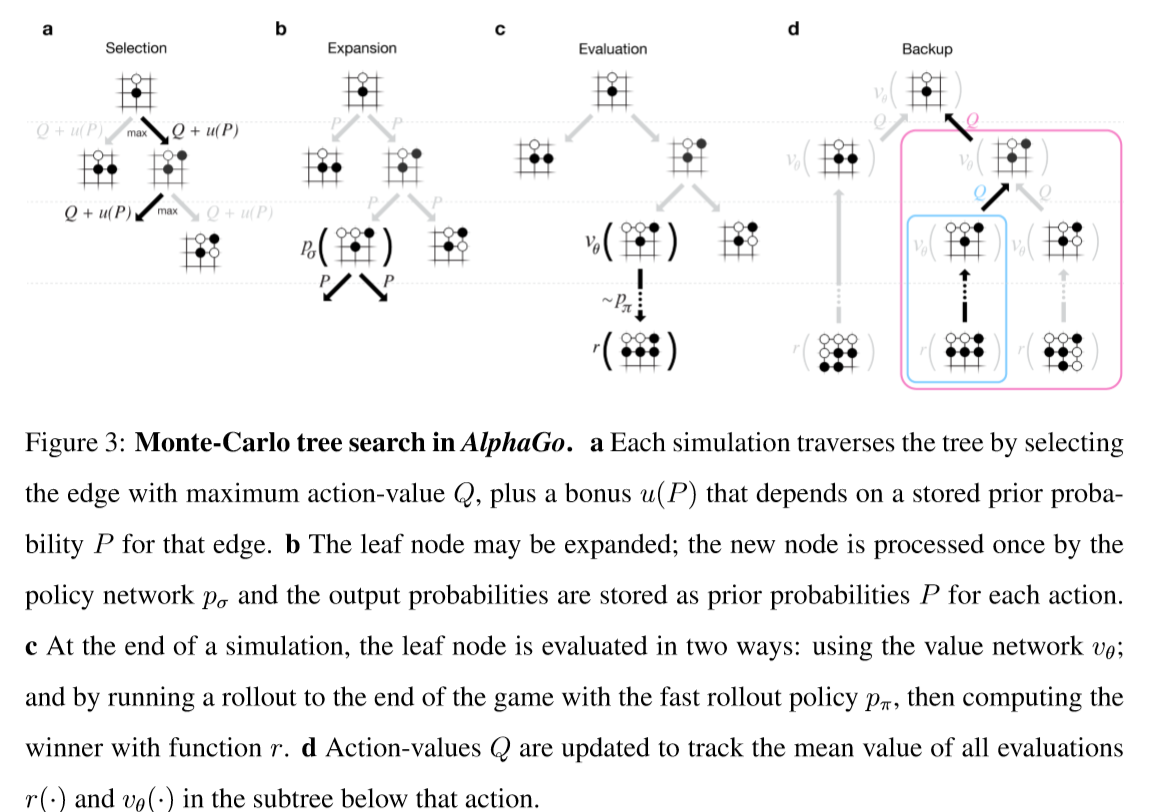 a b c d
Selection Expansion Evaluation Backup
vθ( )
Q + u(P) max Q + u(P) P P Q Q
vθ( ) vθ( )
Q + u(P) max Q + u(P) P P Q Q
pσ( ) vθ( ) vθ( ) vθ( )
P P ~pπ
r( ) r( ) r( ) r( )
Figure 3: Monte-Carlo tree search in AlphaGo. a Each simulation traverses the tree by selecting
the edge with maximum action-value Q, plus a bonus u(P) that depends on a stored prior proba-
bility P for that edge. b The leaf node may be expanded; the new node is processed once by the
policy network pσ and the output probabilities are stored as prior probabilities P for each action.
c At the end of a simulation, the leaf node is evaluated in two ways: using the value network vθ;
and by running a rollout to the end of the game with the fast rollout policy pπ, then computing the
winner with function r. d Action-values Q are updated to track the mean value of all evaluations
r(·) and vθ(·) in the subtree below that action.